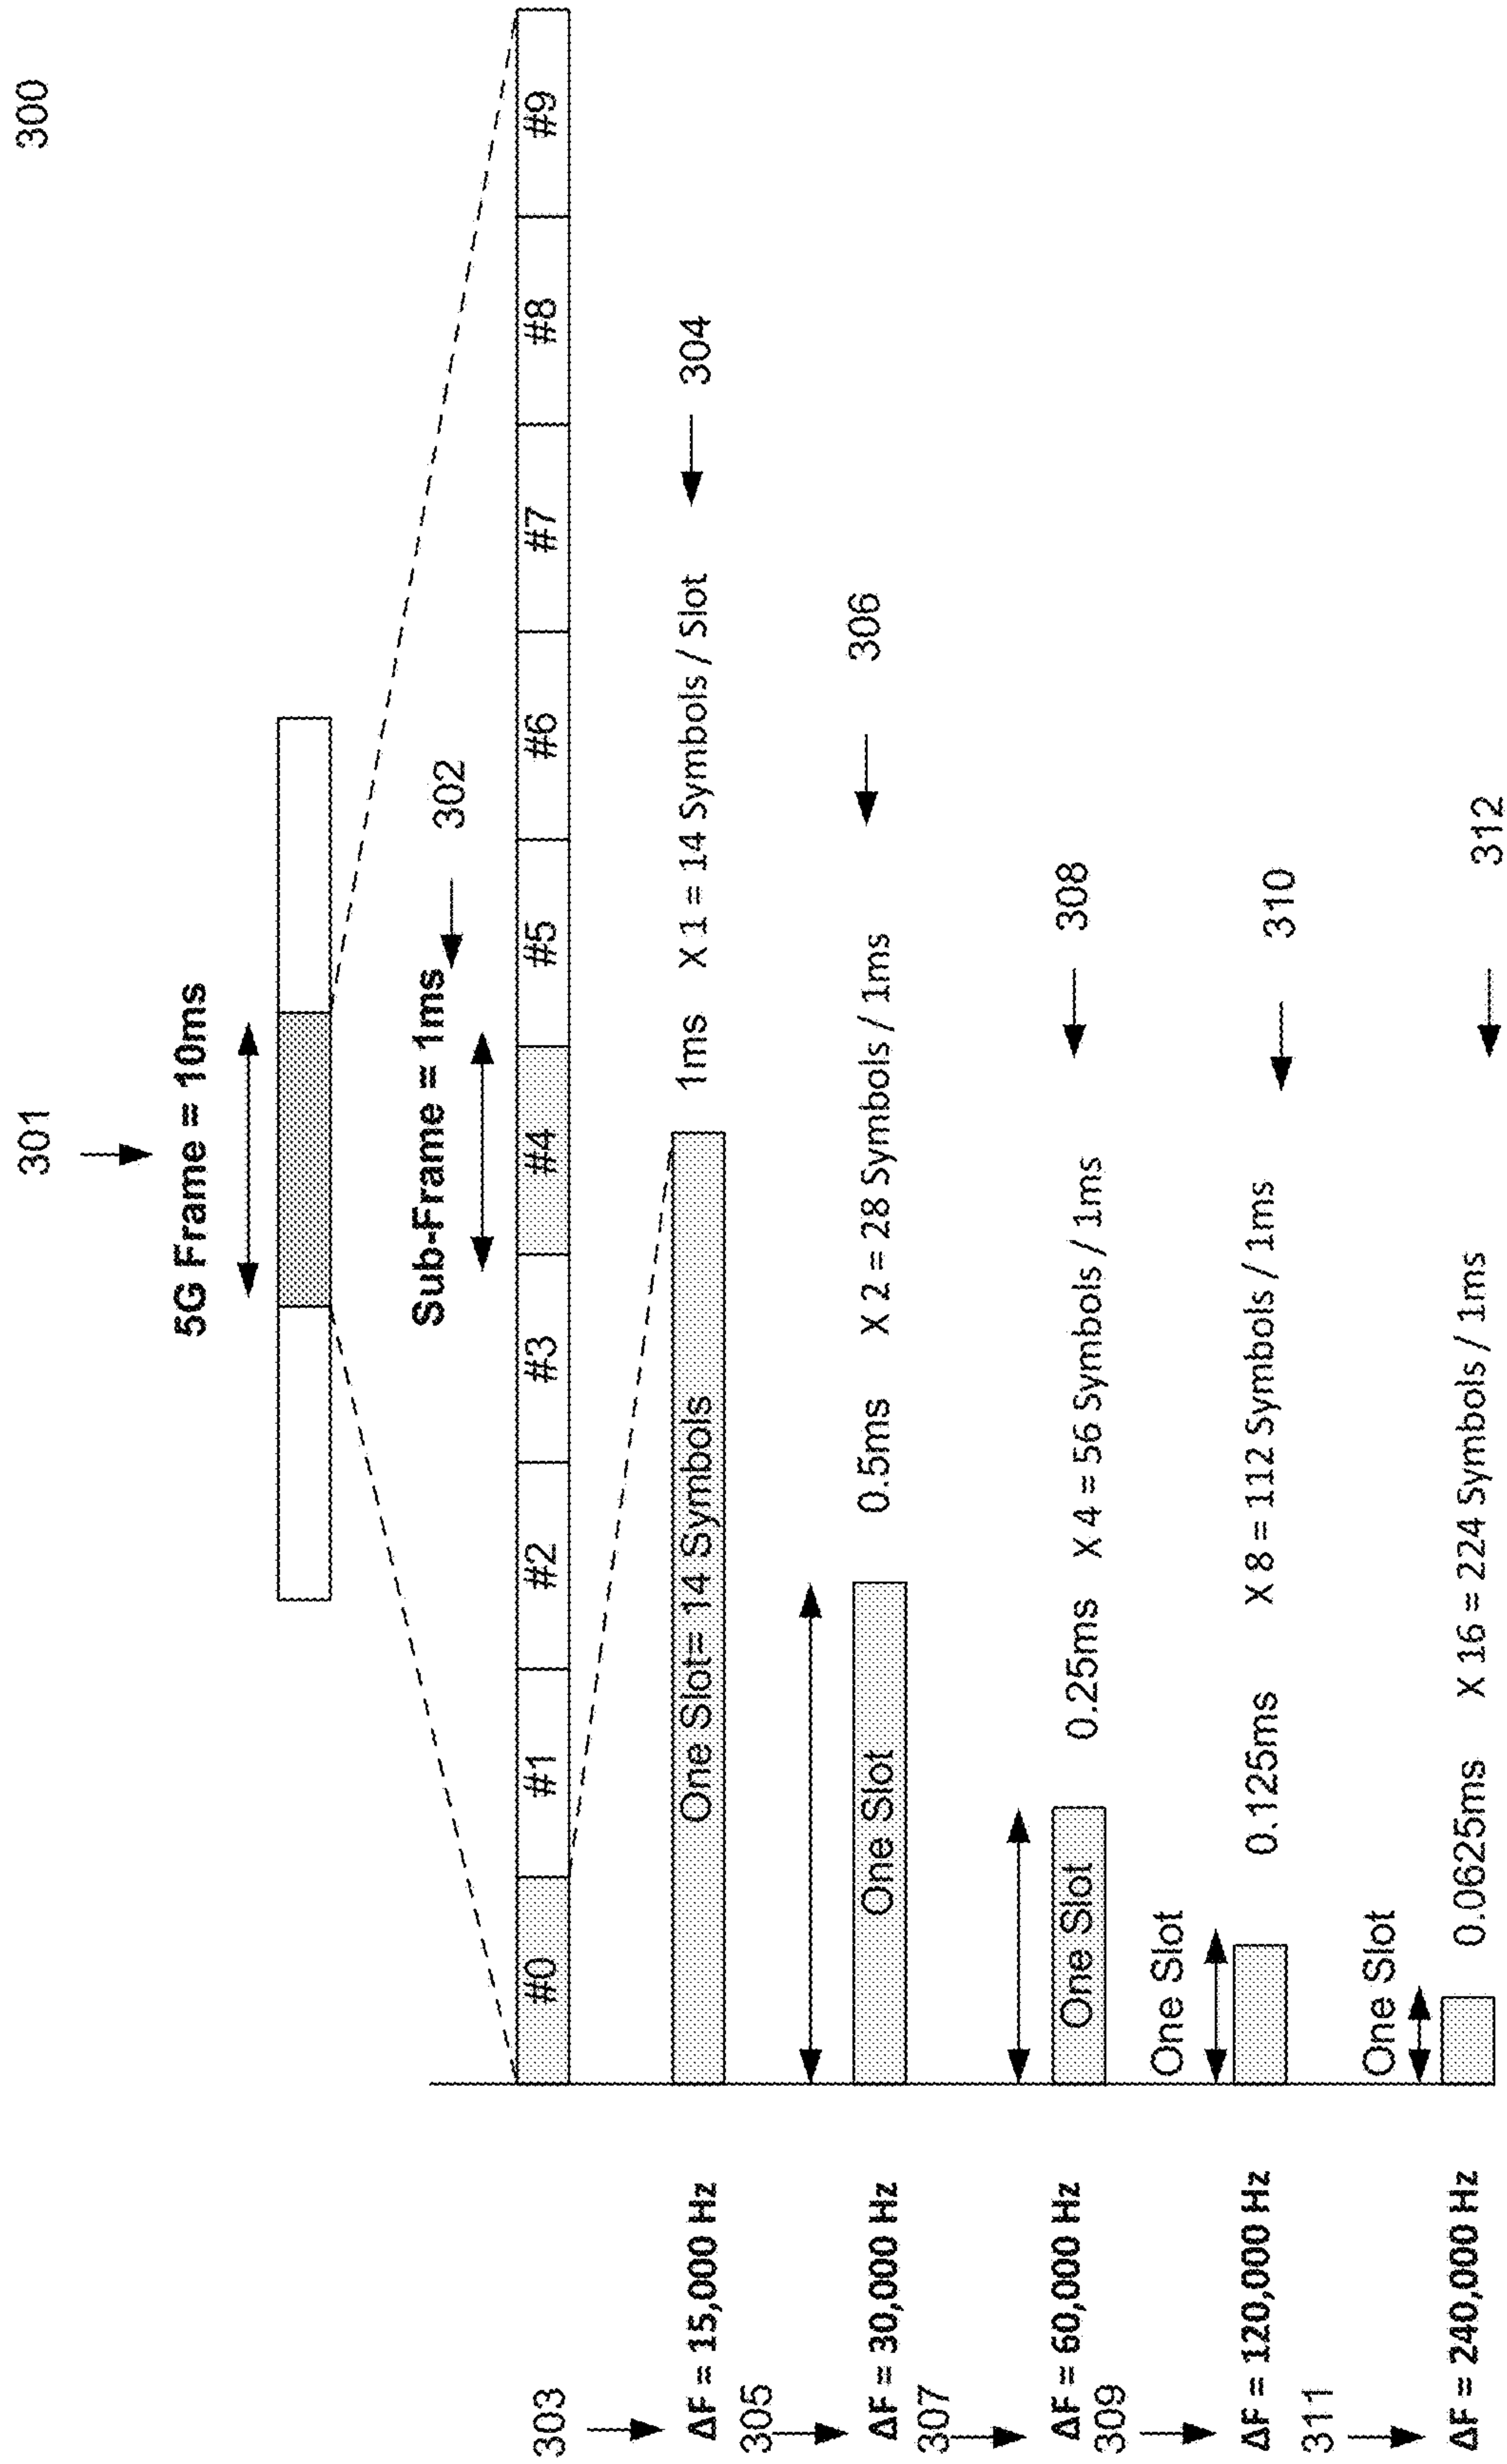 300
301
5G Frame = 10ms
Sub-Frame = 1ms
302
#0 #1 #2 #3 #4 #5 #6 #7 #8 #9
303
ΔF = 15,000 Hz
One Slot= 14 Symbols
1ms X 1 = 14 Symbols / Slot
304
305
ΔF = 30,000 Hz
One Slot
0.5ms X 2 = 28 Symbols / 1ms
306
307
ΔF = 60,000 Hz
One Slot
0.25ms X 4 = 56 Symbols / 1ms
308
309
ΔF = 120,000 Hz
One Slot
0.125ms X 8 = 112 Symbols / 1ms
310
311
ΔF = 240,000 Hz
One Slot
0.0625ms X 16 = 224 Symbols / 1ms
312